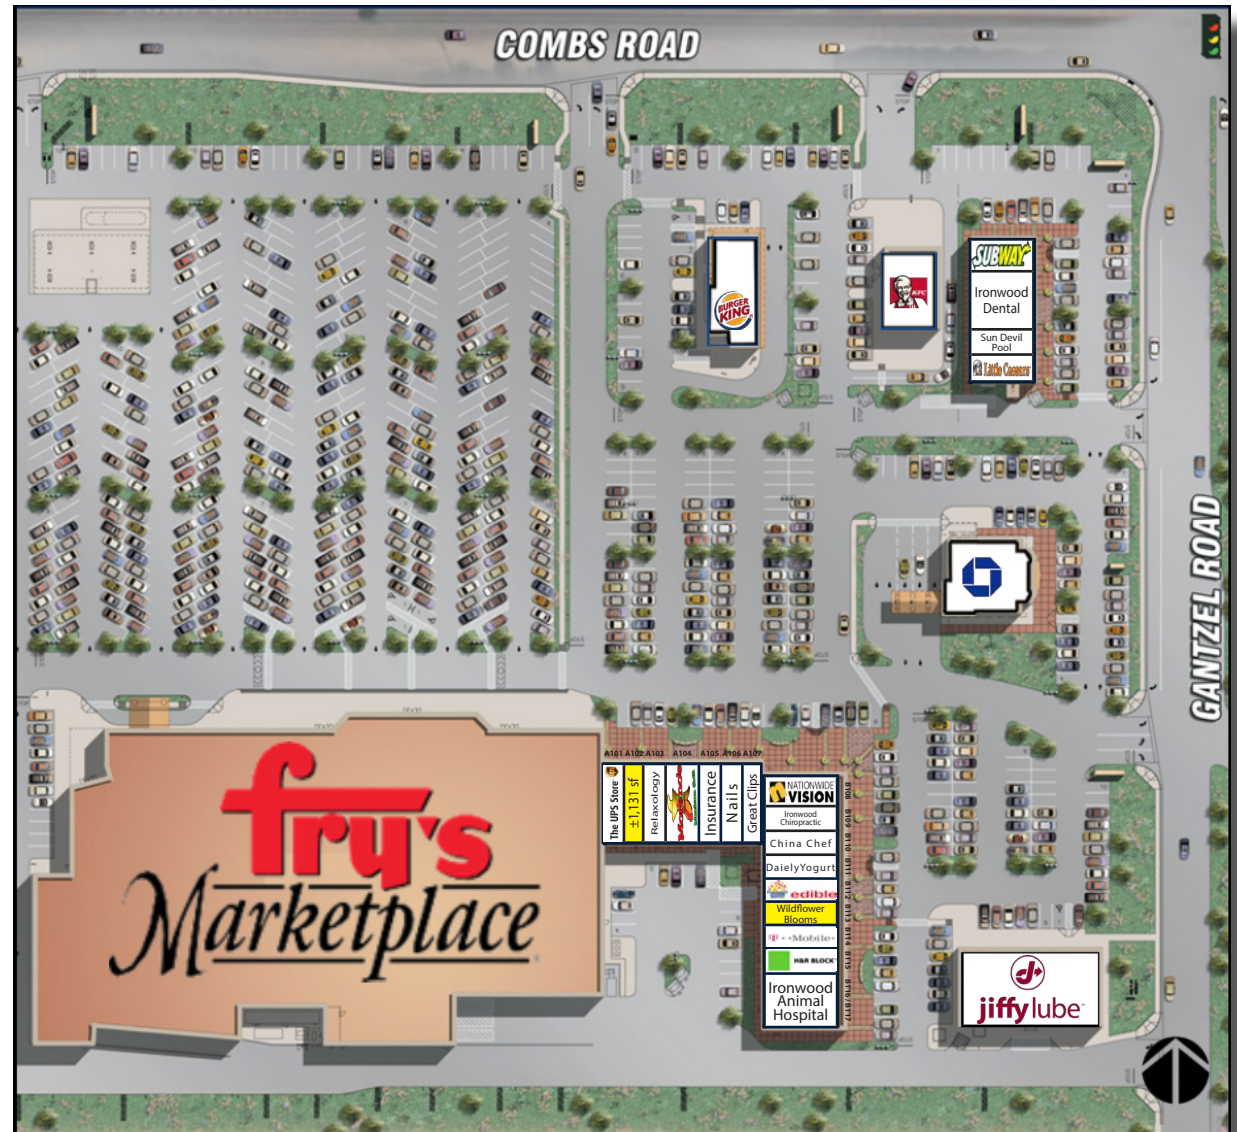 COMBS ROAD
GANTZEL ROAD
BURGER
KING
KFC
SUBWAY
Ironwood
Dental
Sun Devil
Pool
Little Caesars
fry's
Marketplace
A101 A102 A103 A104 A105 A106 A107
The UPS Store
±1,131 sf
Relaxology
Insurance
Nails
Great Clips
NATIONWIDE
VISION
Ironwood
Chiropractic
China Chef
DaielyYogurt
edible
Wildflower
Blooms
T-Mobile
H&R BLOCK
Ironwood
Animal
Hospital
B108
B109
B110
B111
B112
B113
B114
B115
B116/B117
jiffy lube
STOP